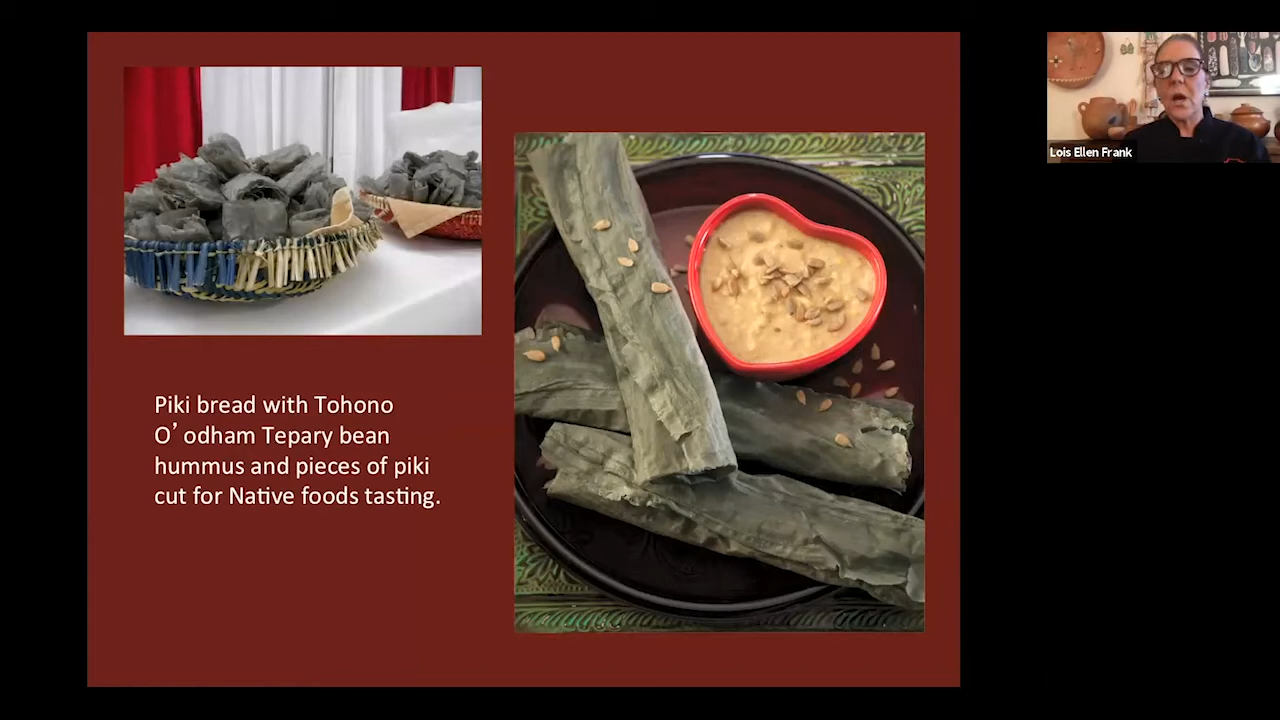 Piki bread with Tohono
O’odham Tepary bean
hummus and pieces of piki
cut for Native foods tasting.
Lois Ellen Frank